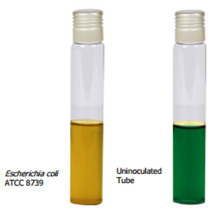 Escherichia coli
ATCC 8739
Uninoculated
Tube